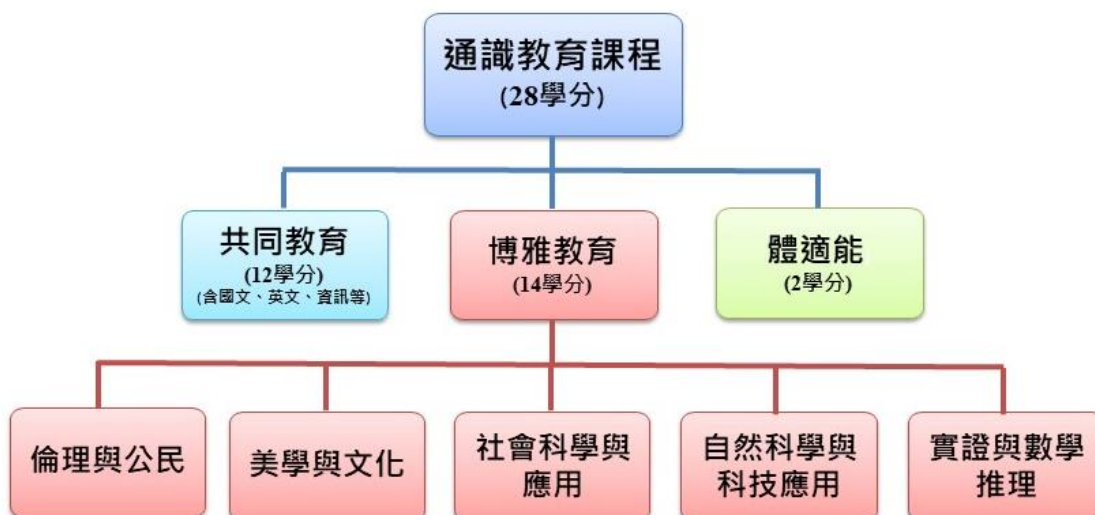 通識教育課程
(28學分)
共同教育
(12學分)
(含國文、英文、資訊等)
博雅教育
(14學分)
體適能
(2學分)
倫理與公民
美學與文化
社會科學與
應用
自然科學與
科技應用
實證與數學
推理